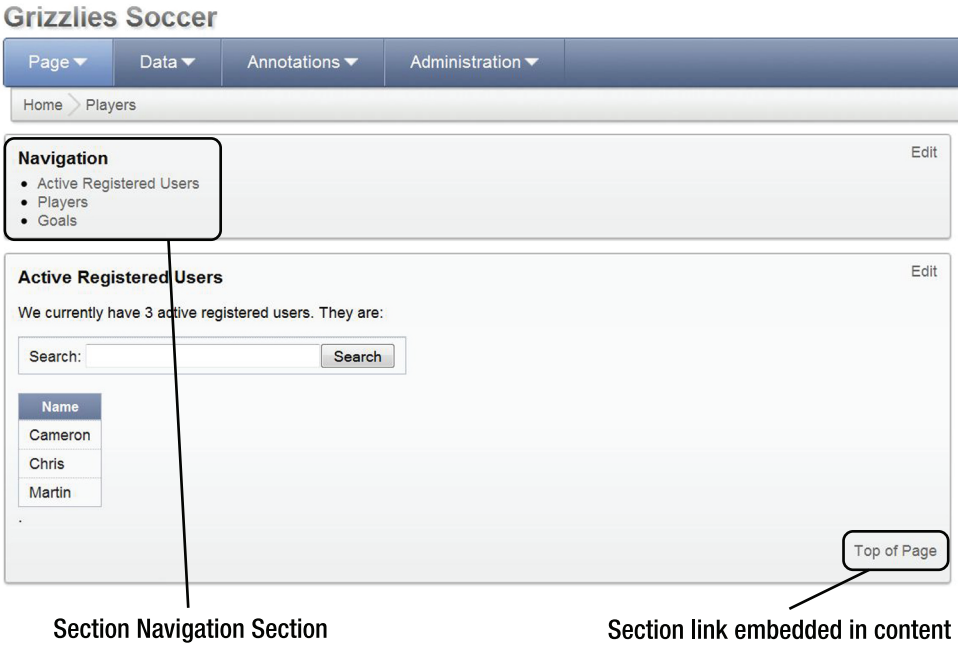 Grizzlies Soccer
Page Data Annotations Administration
Home Players
Navigation Edit
Active Registered Users
Players
Goals
Active Registered Users Edit
We currently have 3 active registered users. They are:
Search: Search
Name
Cameron
Chris
Martin
.
Top of Page
Section Navigation Section Section link embedded in content